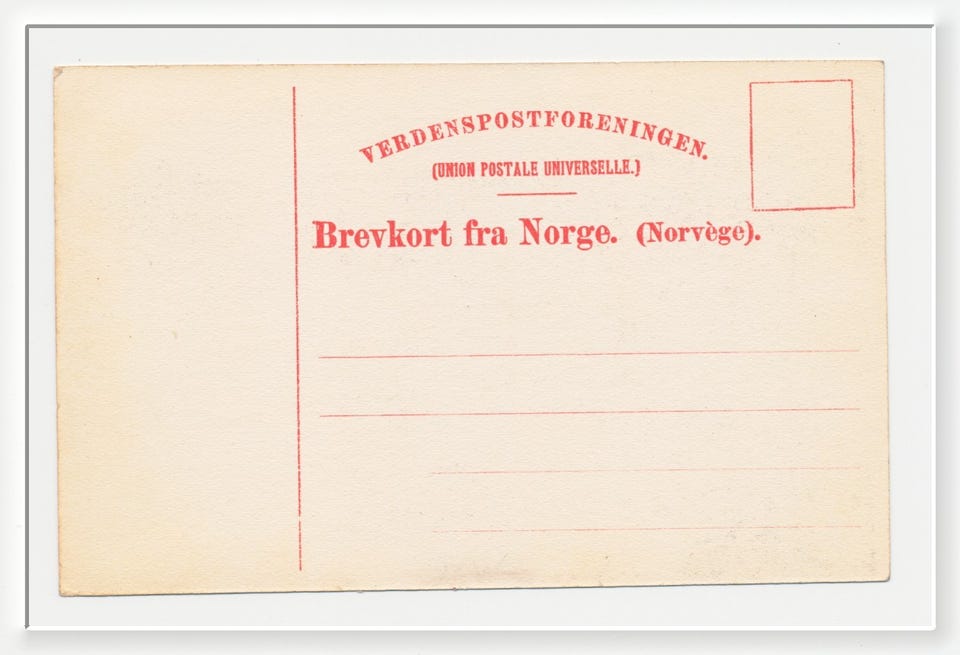 VERDENSPOSTFORENINGEN.
(UNION POSTALE UNIVERSELLE.)
Brevkort fra Norge. (Norvège).